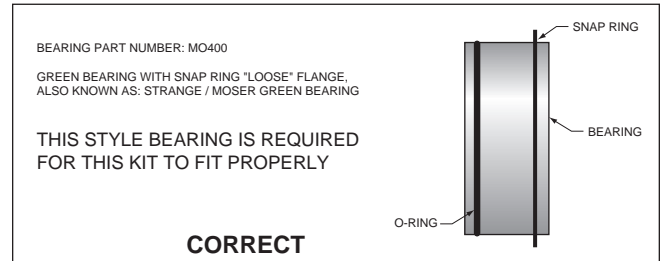 BEARING PART NUMBER: MO400
GREEN BEARING WITH SNAP RING "LOOSE" FLANGE,
ALSO KNOWN AS: STRANGE / MOSER GREEN BEARING
THIS STYLE BEARING IS REQUIRED
FOR THIS KIT TO FIT PROPERLY
CORRECT
SNAP RING
BEARING
O-RING